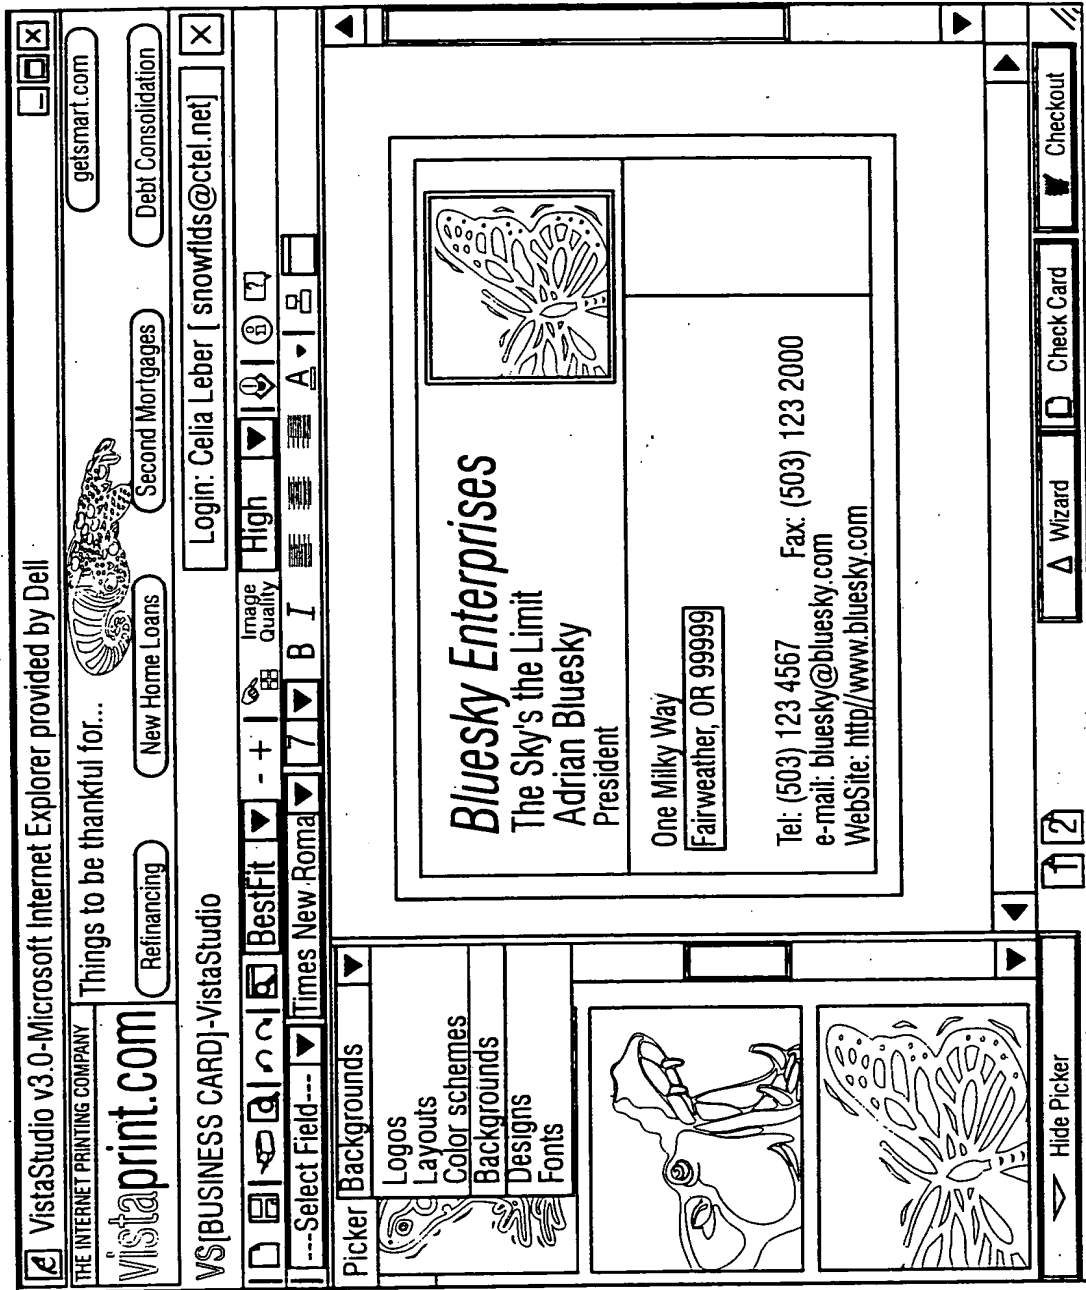 VistaStudio v3.0-Microsoft Internet Explorer provided by Dell
THE INTERNET PRINTING COMPANY
vistaprint.com
Things to be thankful for...
getsmart.com
Refinancing
New Home Loans
Second Mortgages
Debt Consolidation
VS[BUSINESS CARD]-VistaStudio
Login: Celia Leber [ snowflds@ctel.net]
BestFit
- +
Image
Quality
High
----Select Field----
Times New Roma
7
B I
A
Picker
Backgrounds
Logos
Layouts
Color schemes
Backgrounds
Designs
Fonts
Bluesky Enterprises
The Sky's the Limit
Adrian Bluesky
President
One Milky Way
Fairweather, OR 99999
Tel: (503) 123 4567 Fax: (503) 123 2000
e-mail: bluesky@bluesky.com
WebSite: http//www.bluesky.com
Hide Picker
1 2
Wizard
Check Card
Checkout